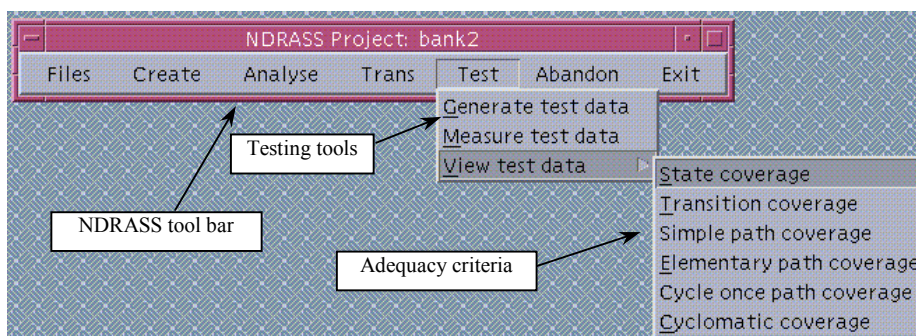 NDRASS Project: bank2
Files Create Analyse Trans Test Abandon Exit
Generate test data
Measure test data
View test data
State coverage
Transition coverage
Simple path coverage
Elementary path coverage
Cycle once path coverage
Cyclomatic coverage
Testing tools
NDRASS tool bar
Adequacy criteria